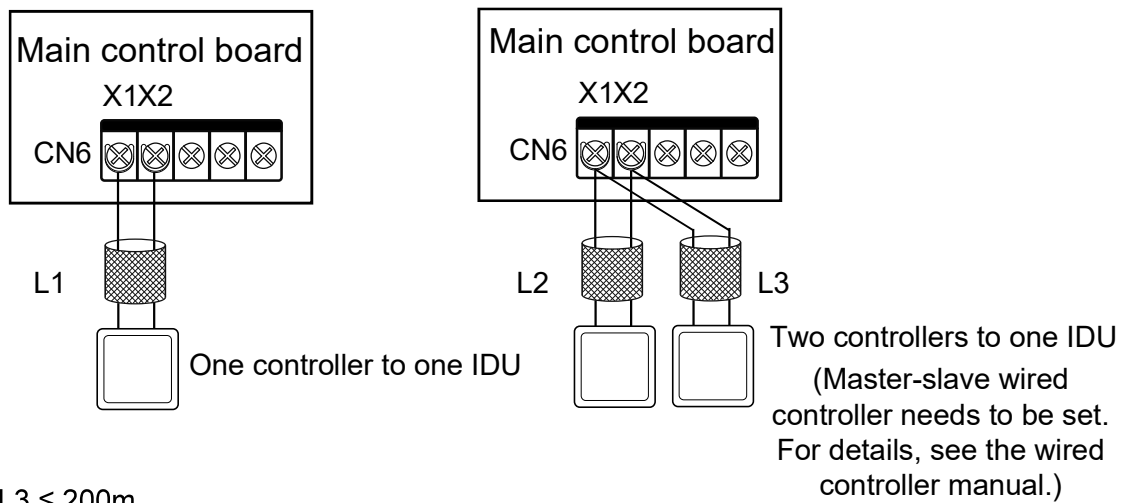 Main control board
X1X2
CN6
L1
One controller to one IDU
Main control board
X1X2
CN6
L2
L3
Two controllers to one IDU
(Master-slave wired
controller needs to be set.
For details, see the wired
controller manual.)
L3 ≤ 200m